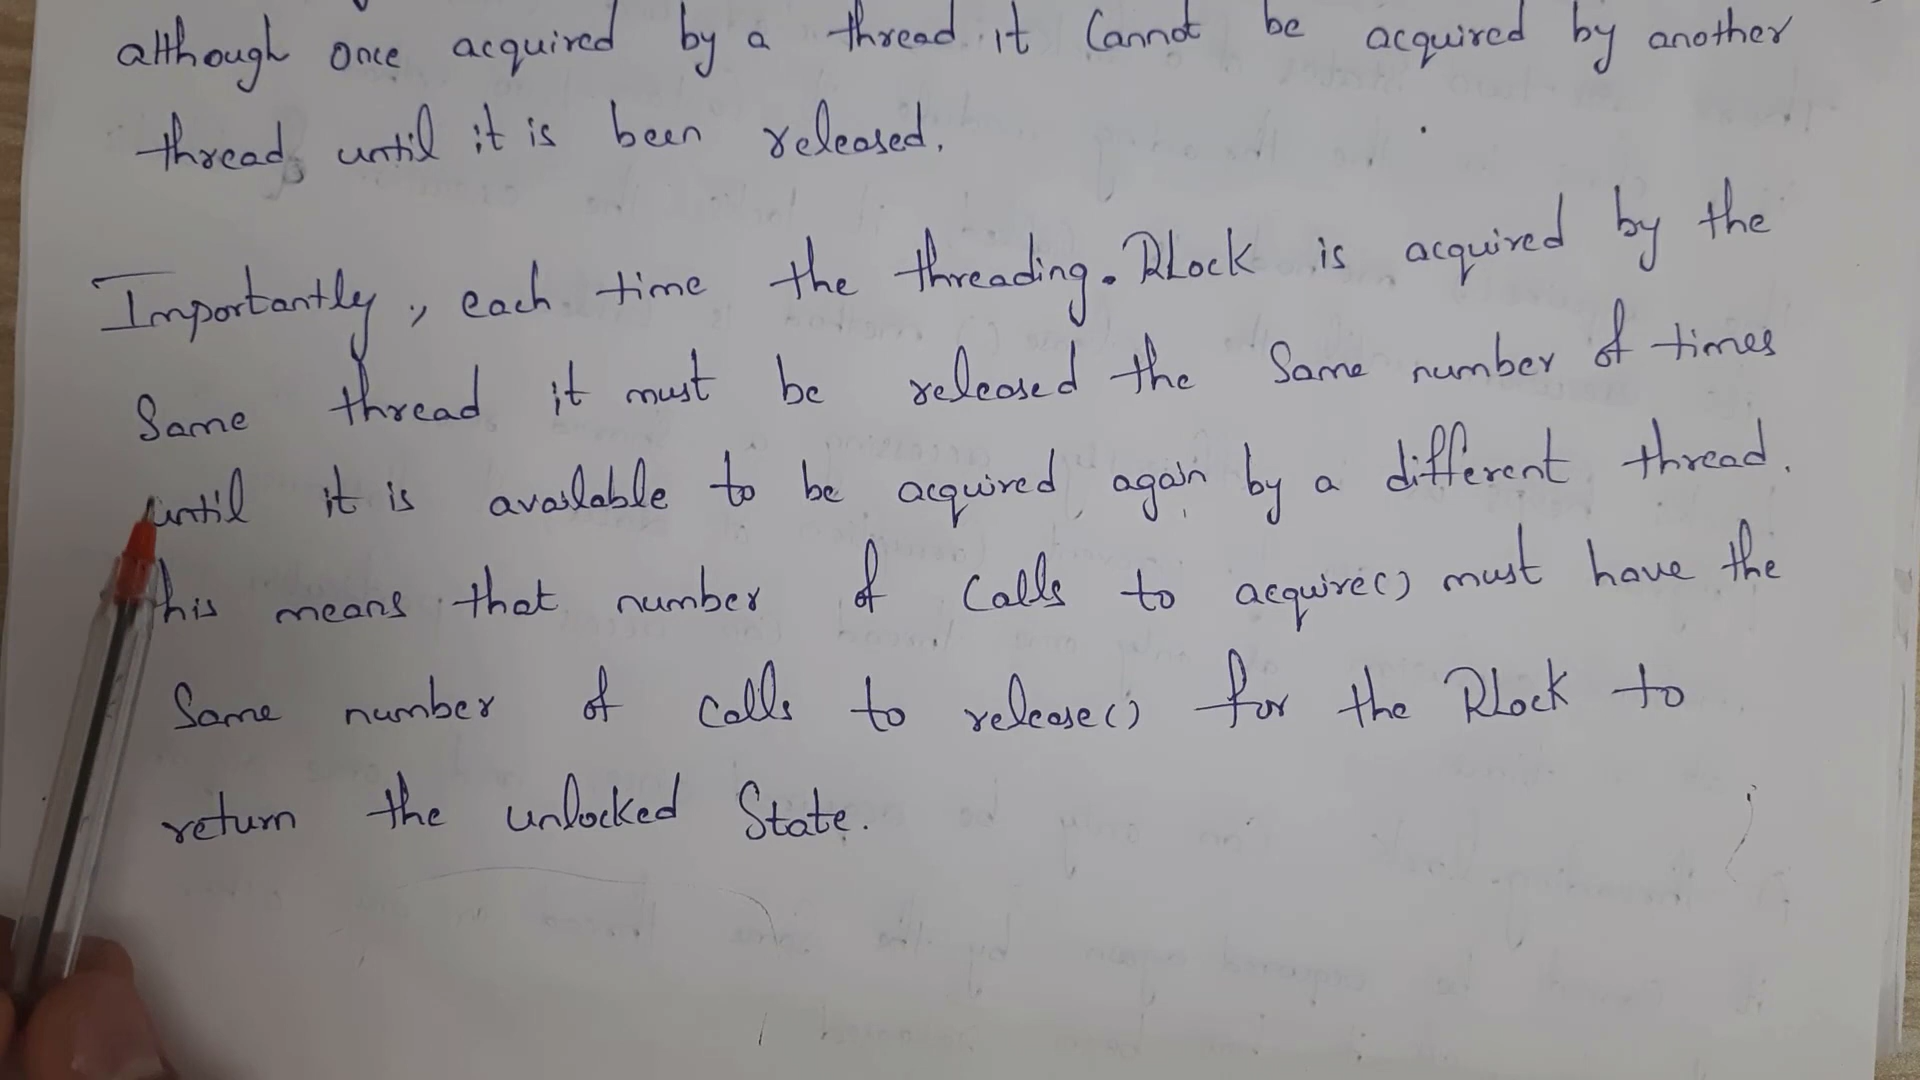 although once acquired by a thread it Cannot be acquired by another
thread, until it is been released.
Importantly, each time the threading.RLock is acquired by the
Same thread it must be released the Same number of times
until it is available to be acquired again by a different thread.
this means that number of Calls to acquire() must have the
Same number of calls to release() for the RLock to
return the unlocked State.